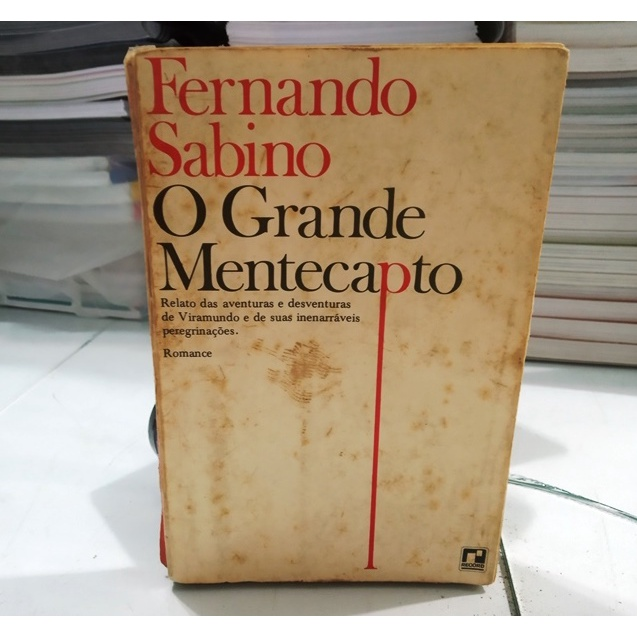 Fernando
Sabino
O Grande
Mentecapto
Relato das aventuras e desventuras
de Viramundo e de suas inenarráveis
peregrinações.
Romance
RECORD